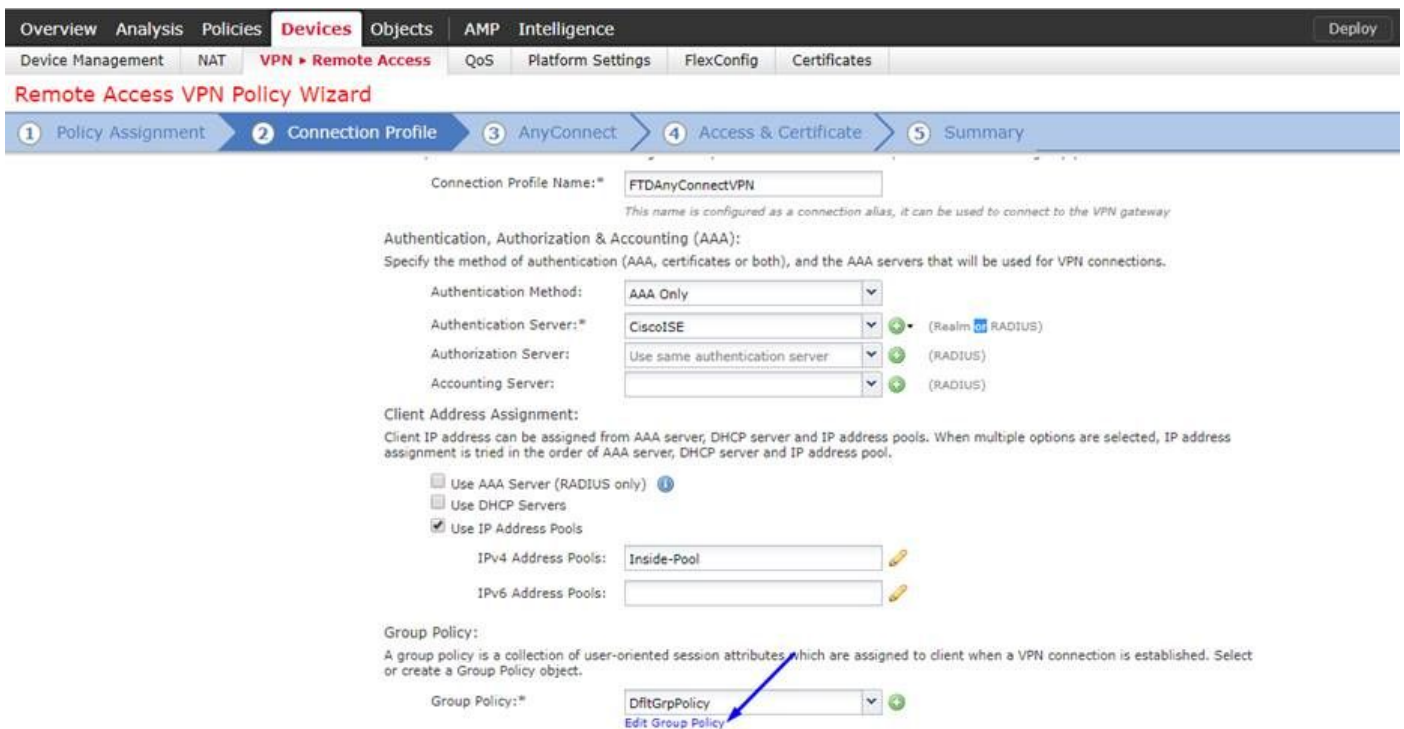 Overview Analysis Policies Devices Objects AMP Intelligence Deploy
Device Management NAT VPN ▸ Remote Access QoS Platform Settings FlexConfig Certificates
Remote Access VPN Policy Wizard
1 Policy Assignment 2 Connection Profile 3 AnyConnect 4 Access & Certificate 5 Summary
Connection Profile Name:* FTDAnyConnectVPN
This name is configured as a connection alias, it can be used to connect to the VPN gateway
Authentication, Authorization & Accounting (AAA):
Specify the method of authentication (AAA, certificates or both), and the AAA servers that will be used for VPN connections.
Authentication Method: AAA Only
Authentication Server:* CiscoISE (Realm or RADIUS)
Authorization Server: Use same authentication server (RADIUS)
Accounting Server: (RADIUS)
Client Address Assignment:
Client IP address can be assigned from AAA server, DHCP server and IP address pools. When multiple options are selected, IP address
assignment is tried in the order of AAA server, DHCP server and IP address pool.
Use AAA Server (RADIUS only)
Use DHCP Servers
Use IP Address Pools
IPv4 Address Pools: Inside-Pool
IPv6 Address Pools:
Group Policy:
A group policy is a collection of user-oriented session attributes which are assigned to client when a VPN connection is established. Select
or create a Group Policy object.
Group Policy:* DfltGrpPolicy
Edit Group Policy